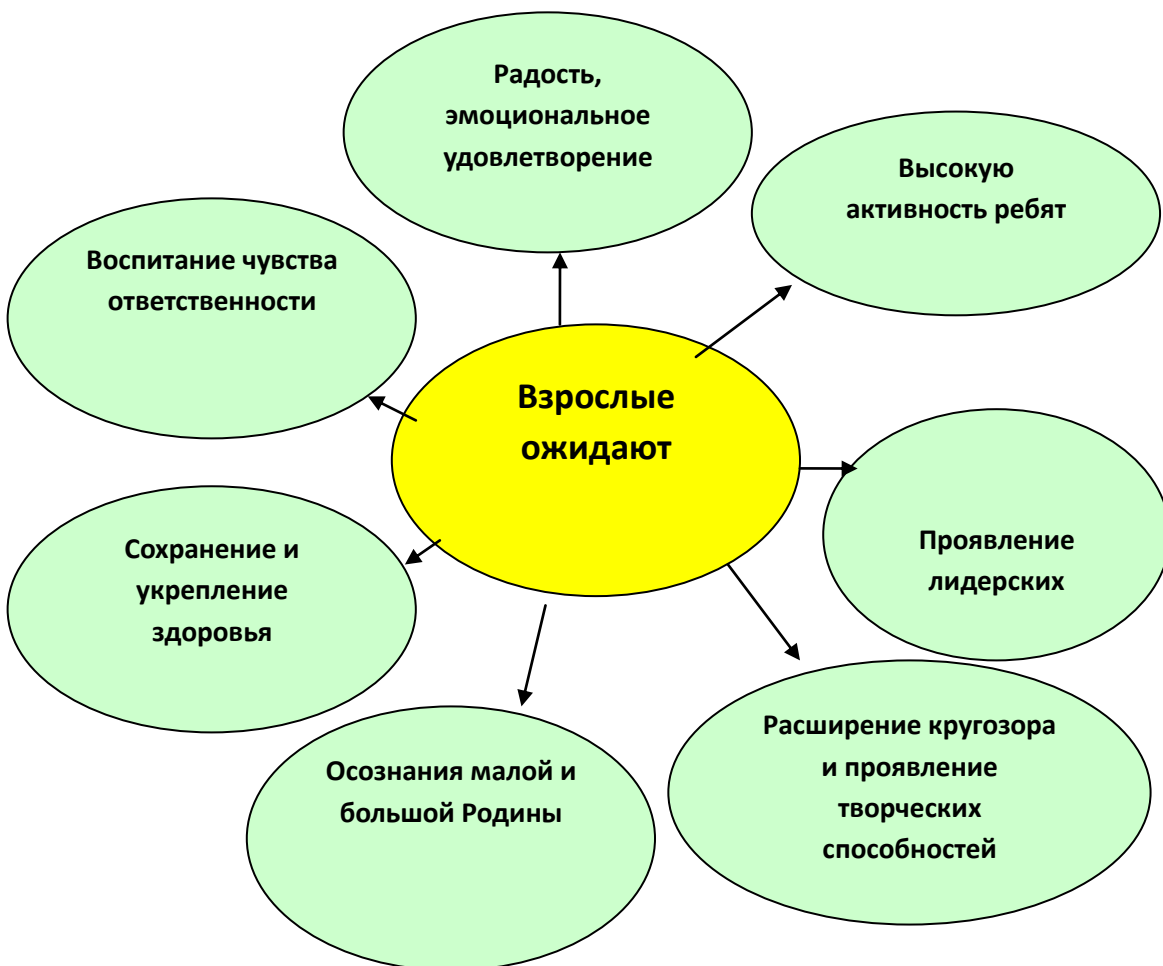 Радость,
эмоциональное
удовлетворение
Высокую
активность ребят
Воспитание чувства
ответственности
Взрослые
ожидают
Проявление
лидерских
Сохранение и
укрепление
здоровья
Расширение кругозора
и проявление
творческих
способностей
Осознания малой и
большой Родины